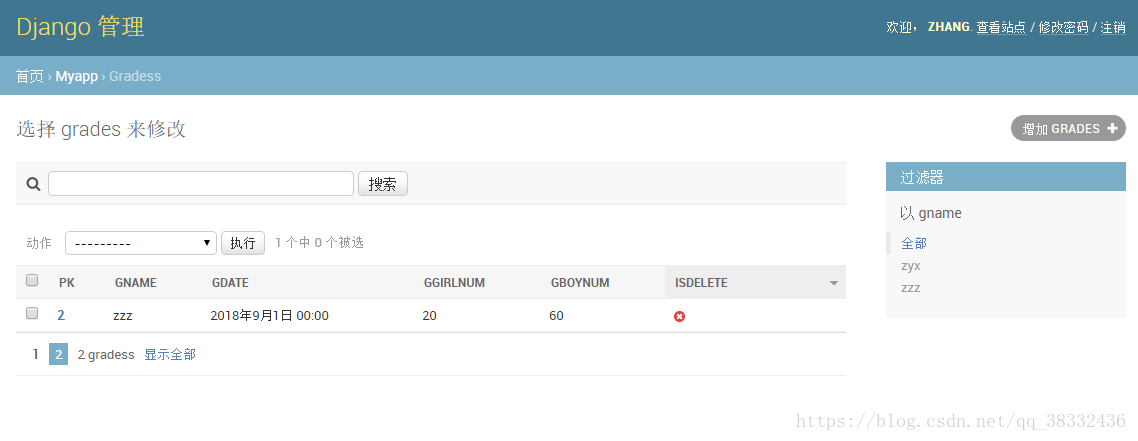 Django 管理
欢迎， ZHANG. 查看站点 / 修改密码 / 注销
首页 › Myapp › Gradess
选择 grades 来修改
增加 GRADES
搜索
过滤器
以 gname
全部
zyx
zzz
动作 --------- 执行 1 个中 0 个被选
PK GNAME GDATE GGIRLNUM GBOYNUM ISDELETE
2 zzz 2018年9月1日 00:00 20 60
1 2 2 gradess 显示全部
https://blog.csdn.net/qq_38332436